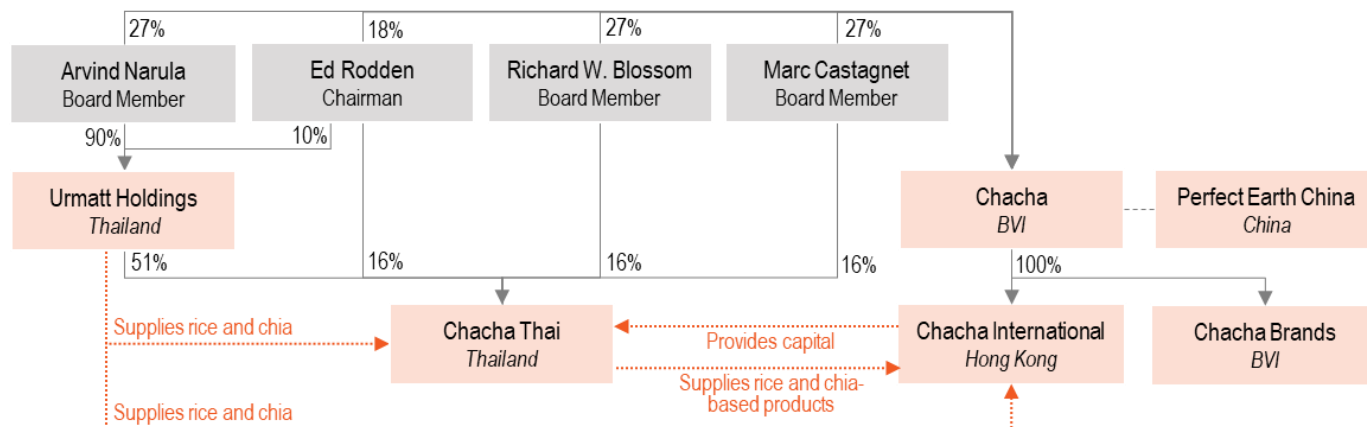 27%
18%
27%
27%
Arvind Narula
Board Member
Ed Rodden
Chairman
Richard W. Blossom
Board Member
Marc Castagnet
Board Member
90%
10%
Urmatt Holdings
Thailand
Chacha
BVI
Perfect Earth China
China
51%
16%
16%
16%
100%
Supplies rice and chia
Chacha Thai
Thailand
Provides capital
Supplies rice and chia-
based products
Chacha International
Hong Kong
Chacha Brands
BVI
Supplies rice and chia